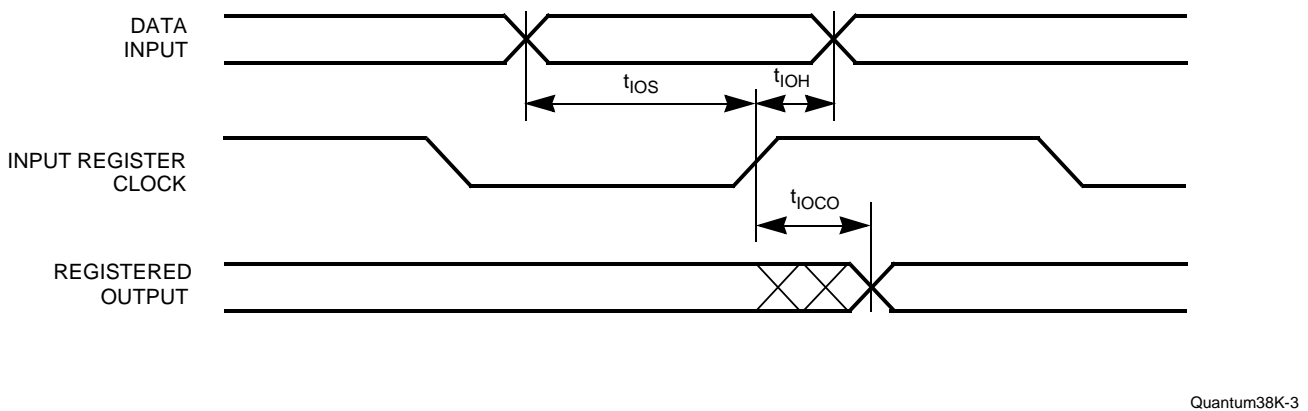 DATA
INPUT
tIOS
tIOH
INPUT REGISTER
CLOCK
tIOCO
REGISTERED
OUTPUT
Quantum38K-3